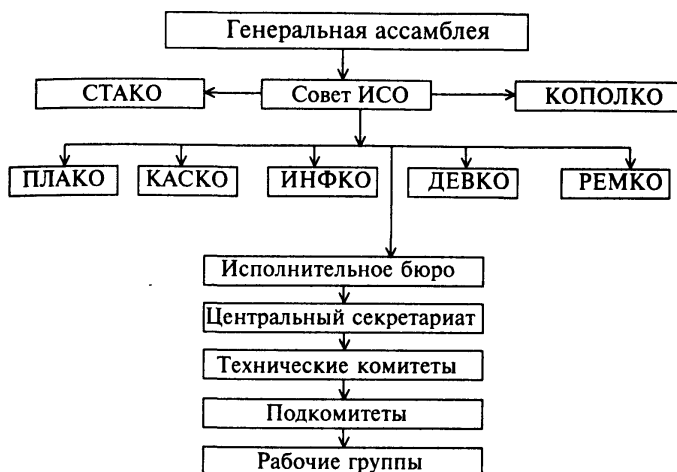 Генеральная ассамблея
СТАКО
Совет ИСО
КОПОЛКО
ПЛАКО
КАСКО
ИНФКО
ДЕВКО
РЕМКО
Исполнительное бюро
Центральный секретариат
Технические комитеты
Подкомитеты
Рабочие группы